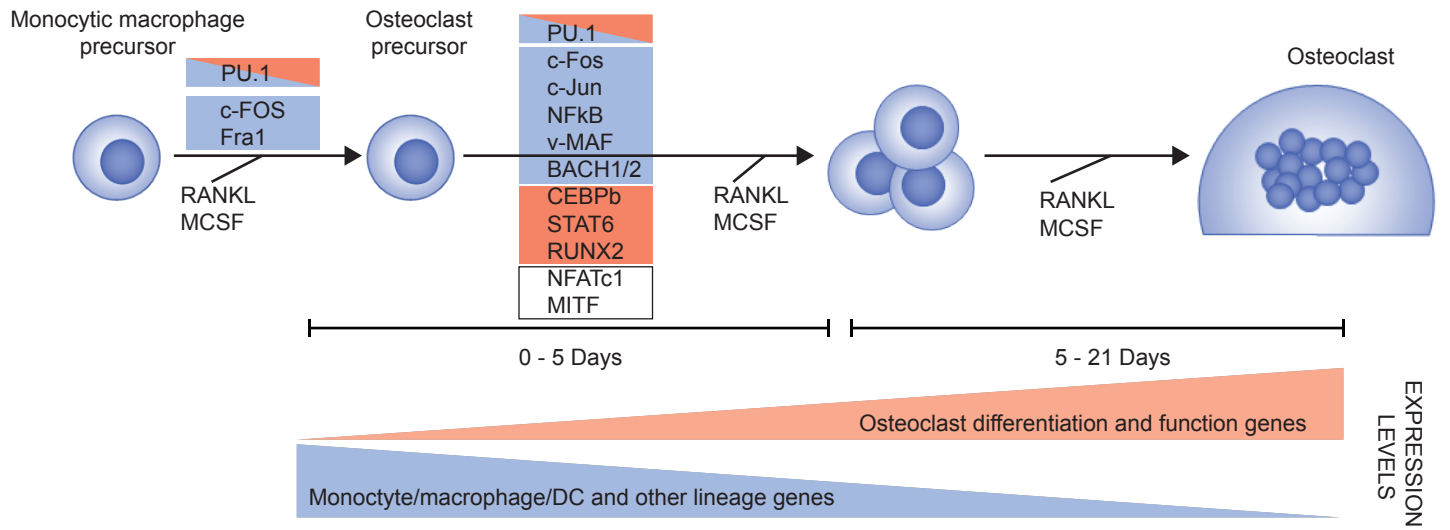 Monocytic macrophage
precursor
PU.1
c-FOS
Fra1
RANKL
MCSF
Osteoclast
precursor
PU.1
c-Fos
c-Jun
NFkB
v-MAF
BACH1/2
CEBPb
STAT6
RUNX2
NFATc1
MITF
RANKL
MCSF
RANKL
MCSF
Osteoclast
0 - 5 Days
5 - 21 Days
Osteoclast differentiation and function genes
Monoctyte/macrophage/DC and other lineage genes
EXPRESSION
LEVELS